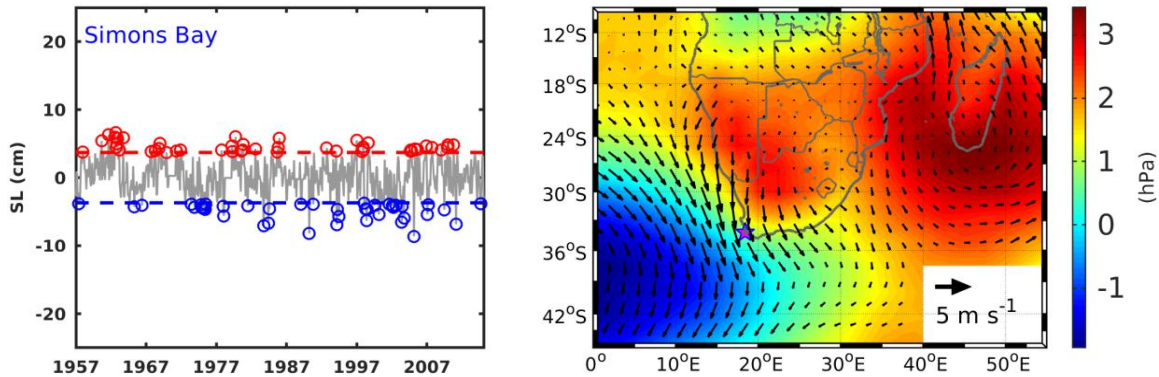 Simons Bay
SL (cm)
20
10
0
-10
-20
1957 1967 1977 1987 1997 2007
12°S
18°S
24°S
30°S
36°S
42°S
0° 10°E 20°E 30°E 40°E 50°E
5 m s⁻¹
3
2
1
0
-1
(hPa)